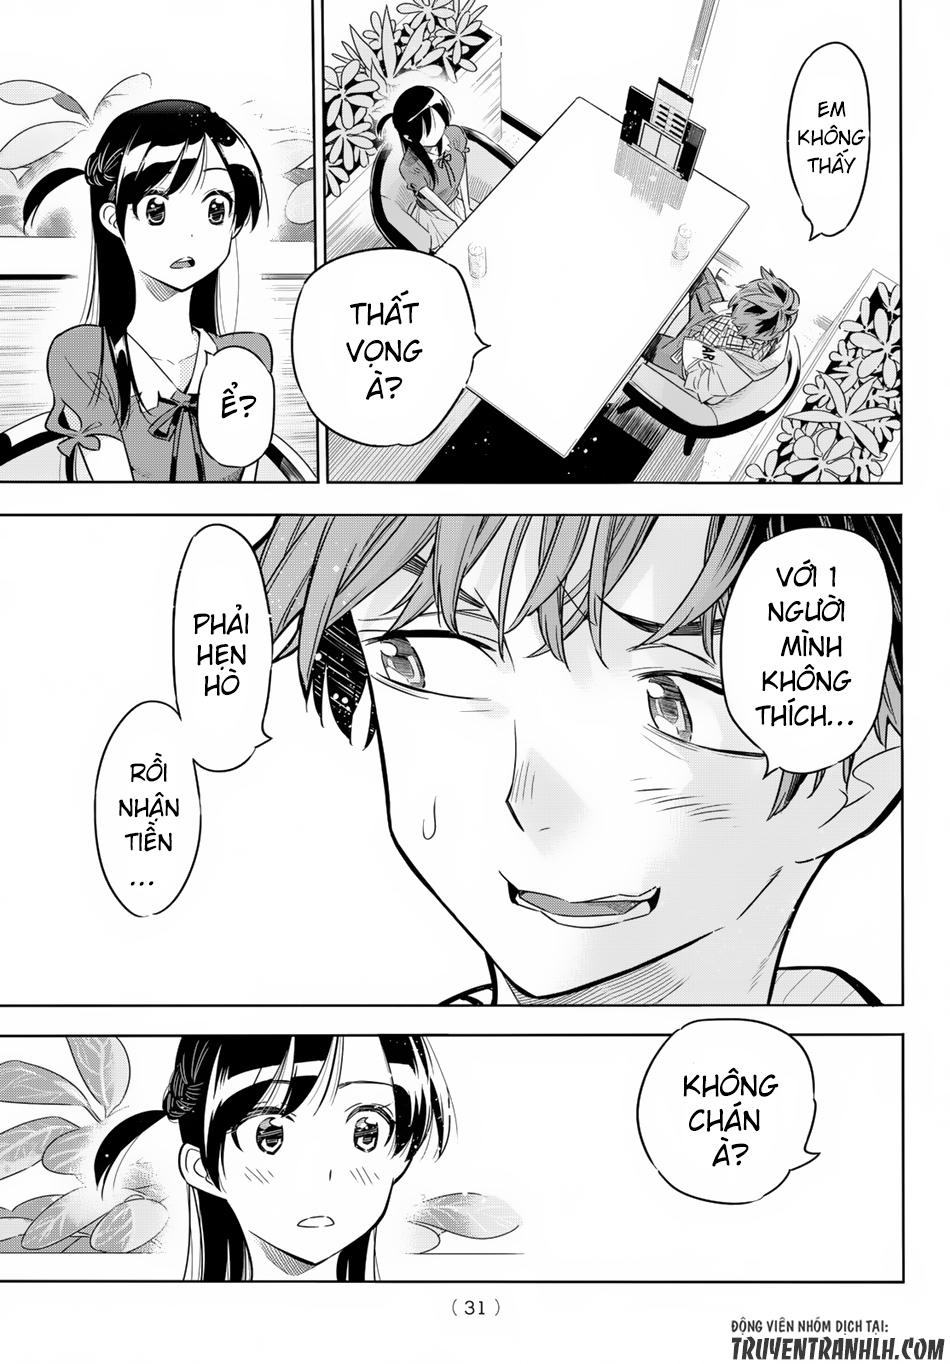 EM
KHÔNG
THẤY
THẤT
VỌNG
À?
Ể?
VỚI 1
NGƯỜI
MÌNH
KHÔNG
THÍCH...
PHẢI
HẸN
HÒ
RỒI
NHẬN
TIỀN
...
KHÔNG
CHÁN
À?
( 31 )
ĐỘNG VIÊN NHÓM DỊCH TẠI:
TRUYENTRANHLH.COM